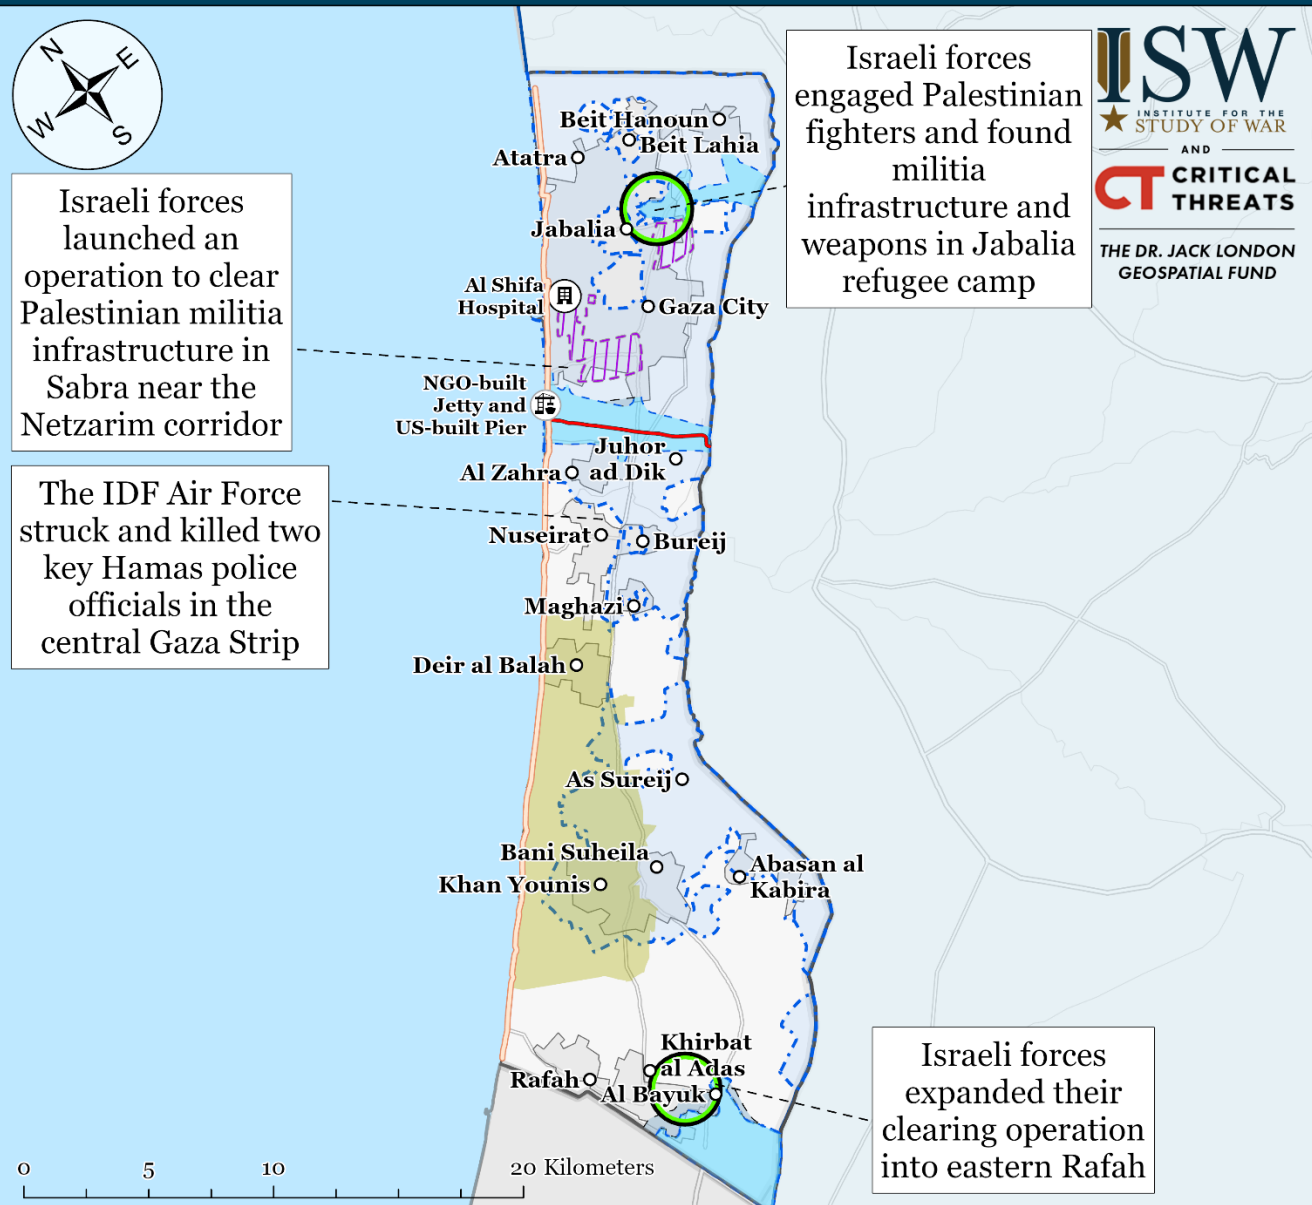 N
E
W
S
Israeli forces
engaged Palestinian
fighters and found
militia
infrastructure and
weapons in Jabalia
refugee camp
ISW
INSTITUTE FOR THE
STUDY OF WAR
AND
CT CRITICAL
THREATS
THE DR. JACK LONDON
GEOSPATIAL FUND
Israeli forces
launched an
operation to clear
Palestinian militia
infrastructure in
Sabra near the
Netzarim corridor
The IDF Air Force
struck and killed two
key Hamas police
officials in the
central Gaza Strip
Beit Hanoun
Beit Lahia
Atatra
Jabalia
Al Shifa
Hospital
Gaza City
NGO-built
Jetty and
US-built Pier
Juhor
ad Dik
Al Zahra
Nuseirat
Bureij
Maghazi
Deir al Balah
As Sureij
Bani Suheila
Khan Younis
Abasan al
Kabira
Khirbat
al Adas
Rafah
Al Bayuk
Israeli forces
expanded their
clearing operation
into eastern Rafah
0 5 10 20 Kilometers